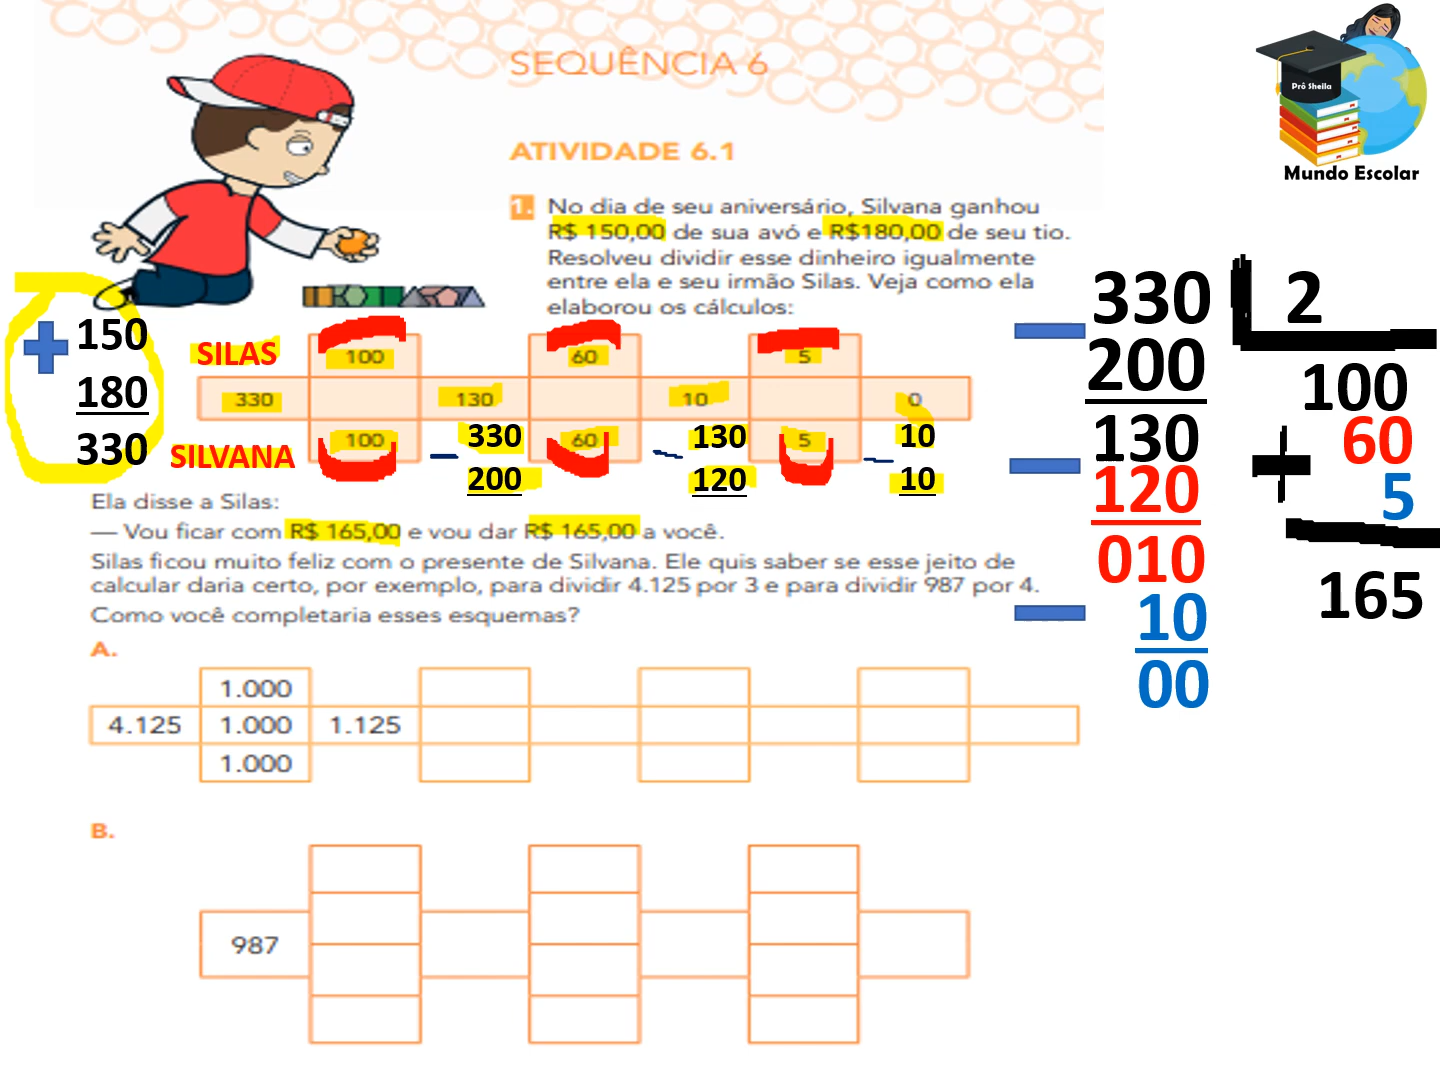 SEQUÊNCIA 6
Prô Sheila
Mundo Escolar
ATIVIDADE 6.1
1. No dia de seu aniversário, Silvana ganhou
R$ 150,00 de sua avó e R$180,00 de seu tio.
Resolveu dividir esse dinheiro igualmente
entre ela e seu irmão Silas. Veja como ela
elaborou os cálculos:
+ 150
180
330
SILAS 100 60 5
330 130 10 0
SILVANA 100 60 5
– 330
200
– 130
120
– 10
10
– 330 2
200 100
130 + 60
– 120 5
010 165
– 10
00
Ela disse a Silas:
— Vou ficar com R$ 165,00 e vou dar R$ 165,00 a você.
Silas ficou muito feliz com o presente de Silvana. Ele quis saber se esse jeito de
calcular daria certo, por exemplo, para dividir 4.125 por 3 e para dividir 987 por 4.
Como você completaria esses esquemas?
A.
1.000
4.125 1.000 1.125
1.000
B.
987